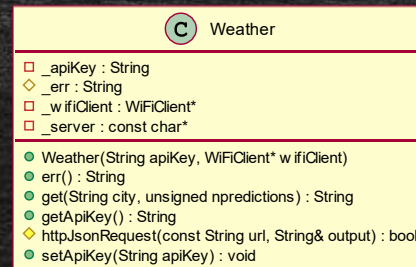 C Weather
_apiKey : String
_err : String
_wifiClient : WiFiClient*
_server : const char*
Weather(String apiKey, WiFiClient* wifiClient)
err() : String
get(String city, unsigned npredictions) : String
getApiKey() : String
httpJsonRequest(const String url, String& output) : bool
setApiKey(String apiKey) : void